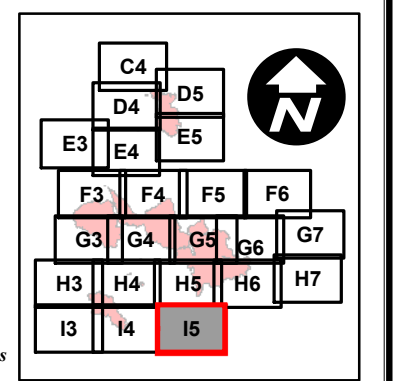 C4
D4 D5
E3 E4 E5
N
F3 F4 F5 F6
G3 G4 G5 G6 G7
H3 H4 H5 H6 H7
I3 I4 I5
s